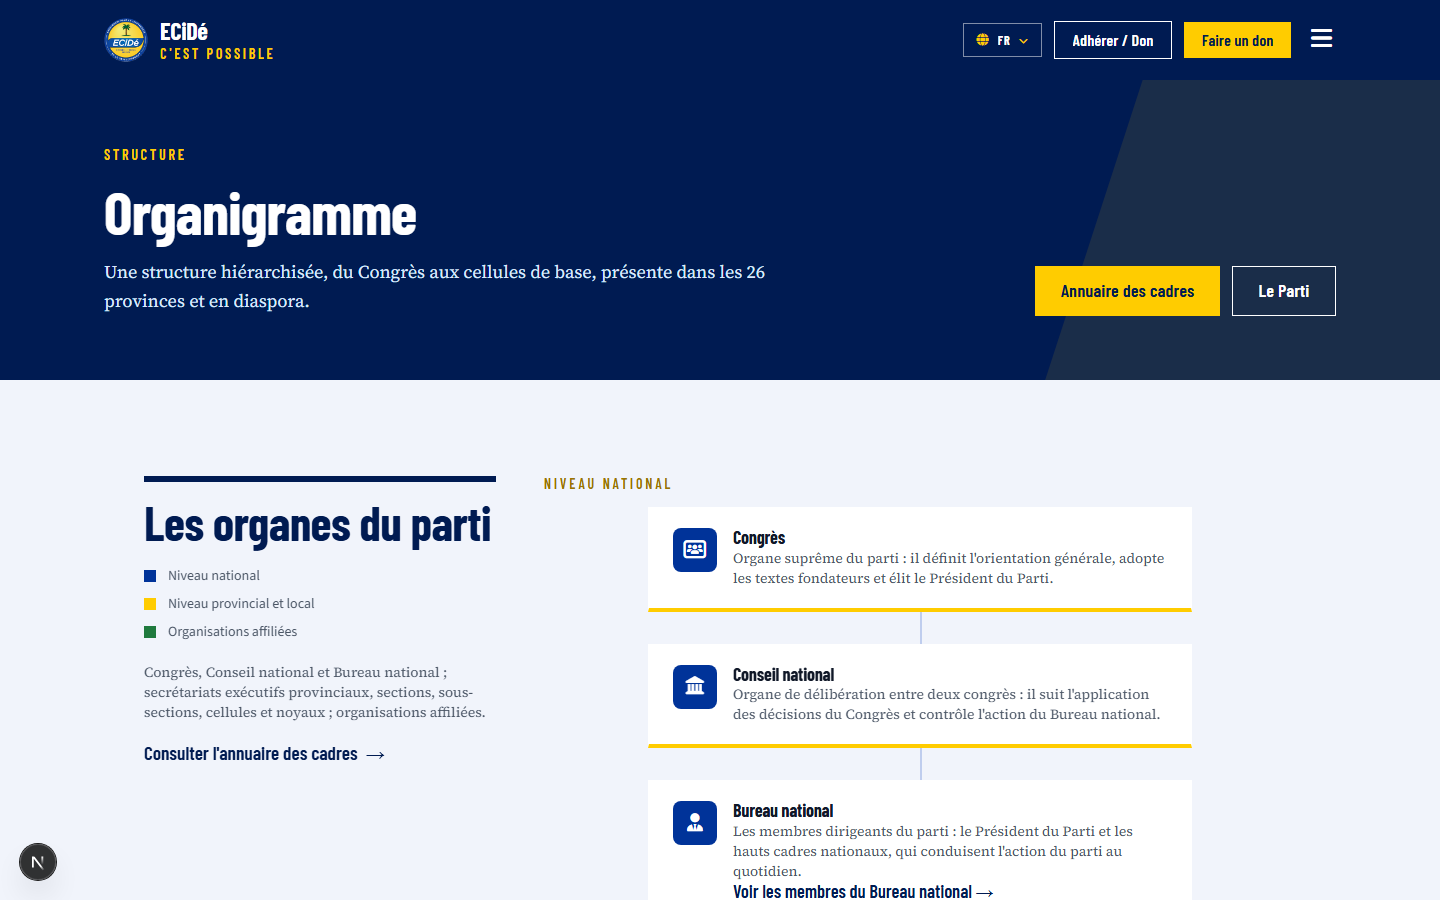 ECiDé
ECiDé
C'EST POSSIBLE
FR
Adhérer / Don
Faire un don
STRUCTURE
Organigramme
Une structure hiérarchisée, du Congrès aux cellules de base, présente dans les 26
provinces et en diaspora.
Annuaire des cadres
Le Parti
Les organes du parti
Niveau national
Niveau provincial et local
Organisations affiliées
Congrès, Conseil national et Bureau national ;
secrétariats exécutifs provinciaux, sections, sous-
sections, cellules et noyaux ; organisations affiliées.
Consulter l'annuaire des cadres →
NIVEAU NATIONAL
Congrès
Organe suprême du parti : il définit l'orientation générale, adopte
les textes fondateurs et élit le Président du Parti.
Conseil national
Organe de délibération entre deux congrès : il suit l'application
des décisions du Congrès et contrôle l'action du Bureau national.
Bureau national
Les membres dirigeants du parti : le Président du Parti et les
hauts cadres nationaux, qui conduisent l'action du parti au
quotidien.
Voir les membres du Bureau national →
N